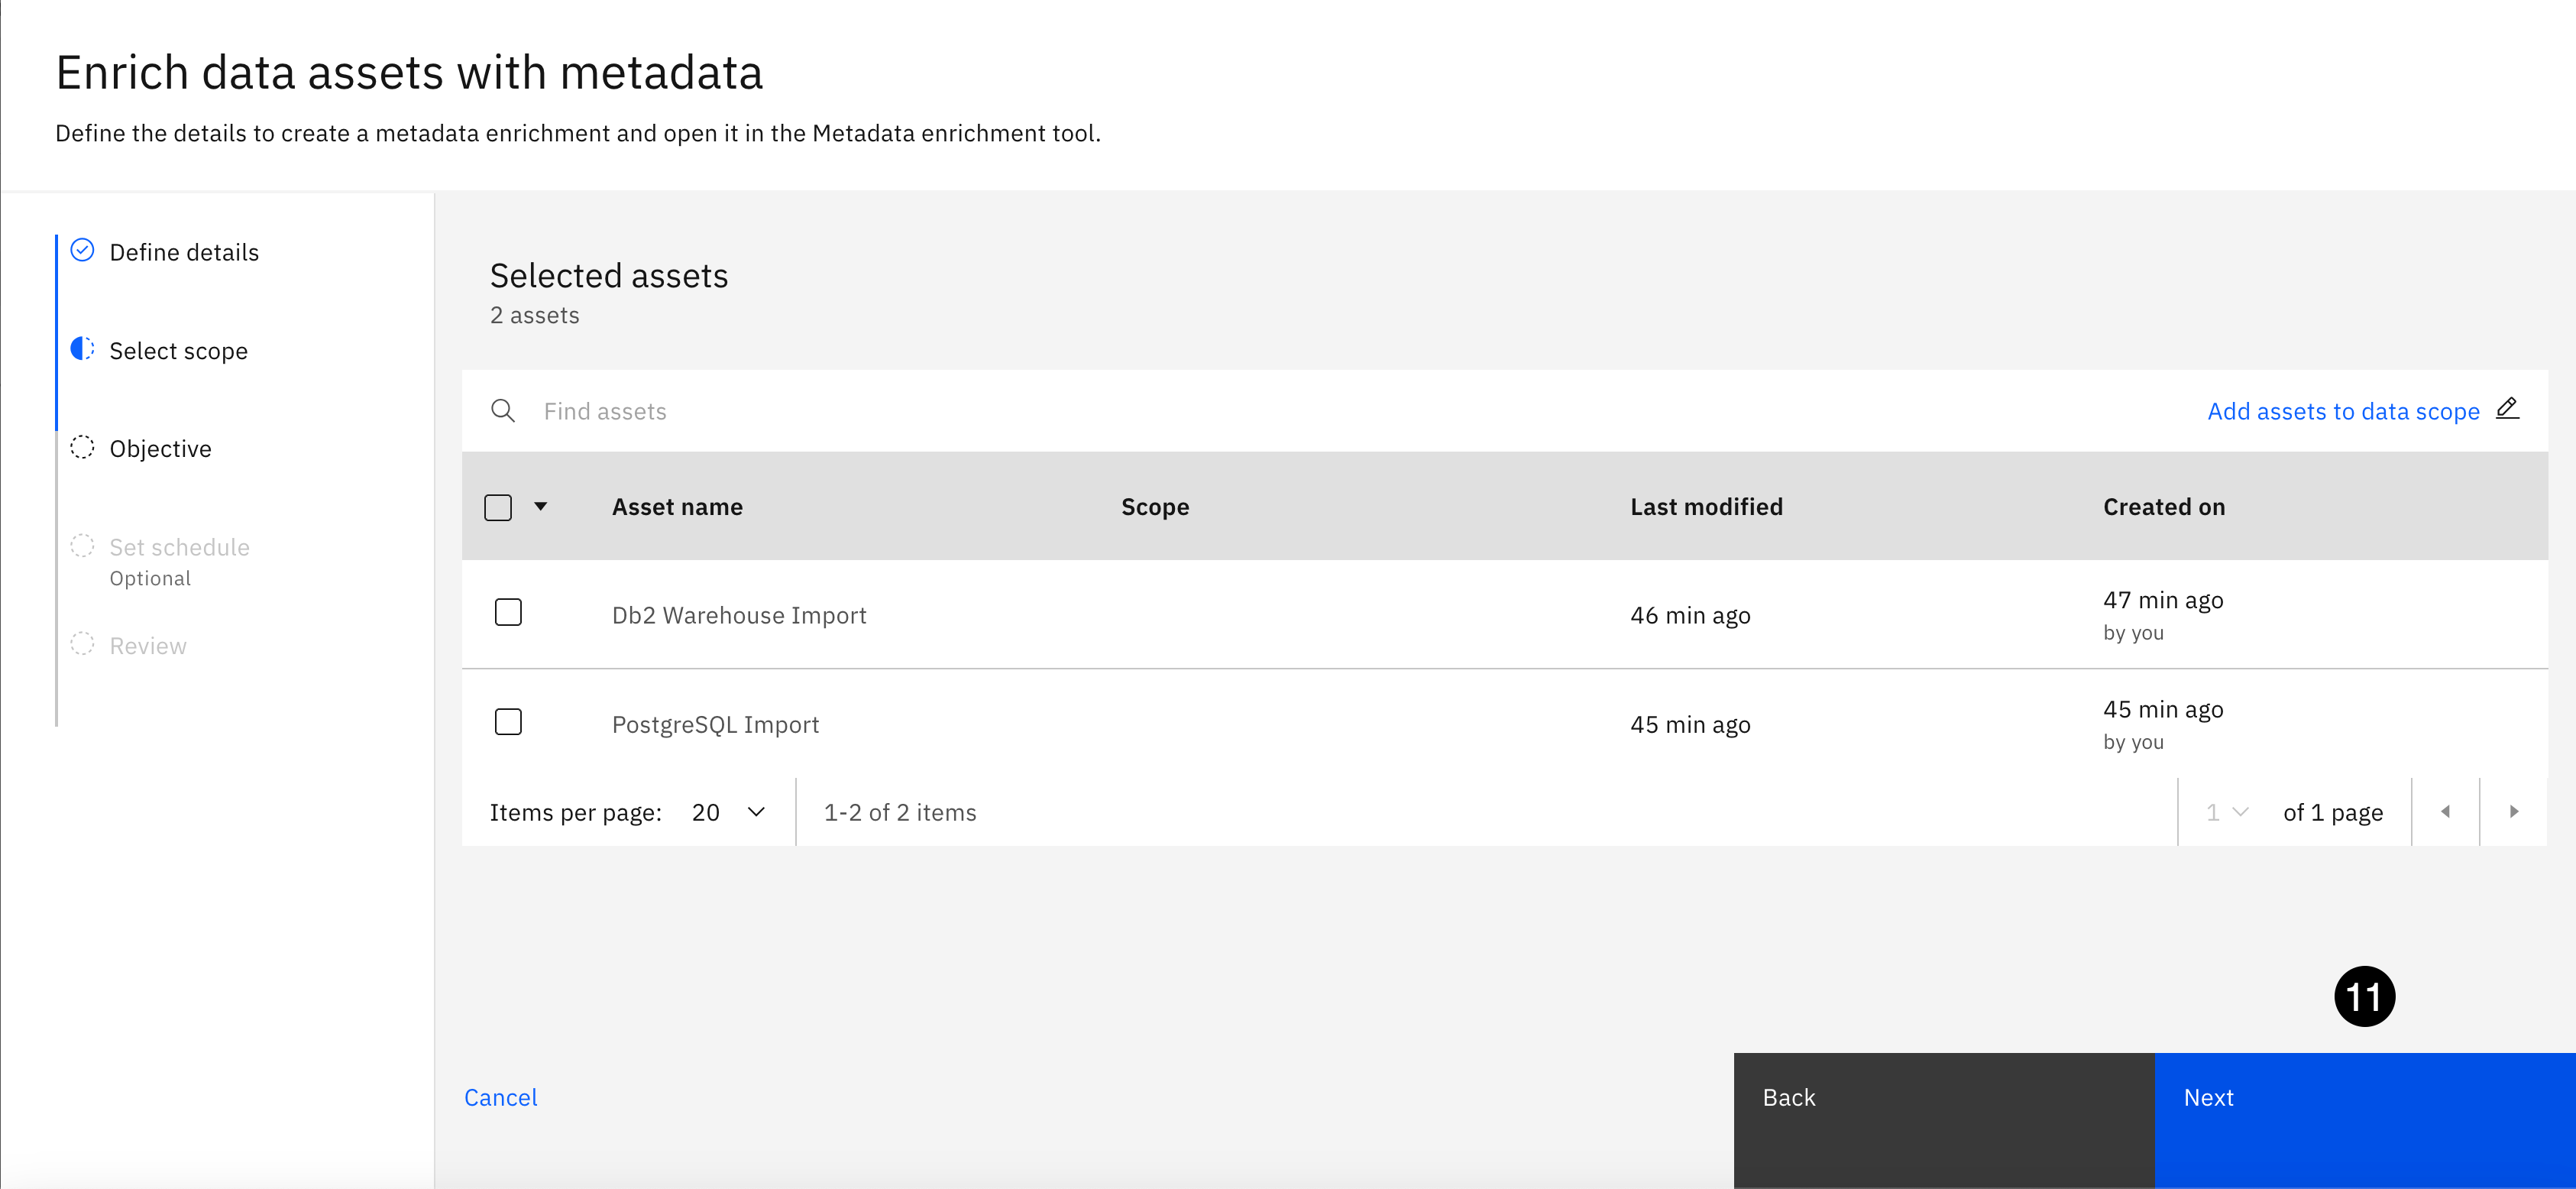 Enrich data assets with metadata
Define the details to create a metadata enrichment and open it in the Metadata enrichment tool.
Define details
Select scope
Objective
Set schedule
Optional
Review
Selected assets
2 assets
Find assets
Add assets to data scope
Asset name Scope Last modified Created on
Db2 Warehouse Import 46 min ago 47 min ago
by you
PostgreSQL Import 45 min ago 45 min ago
by you
Items per page: 20 1-2 of 2 items 1 of 1 page
11
Cancel Back Next